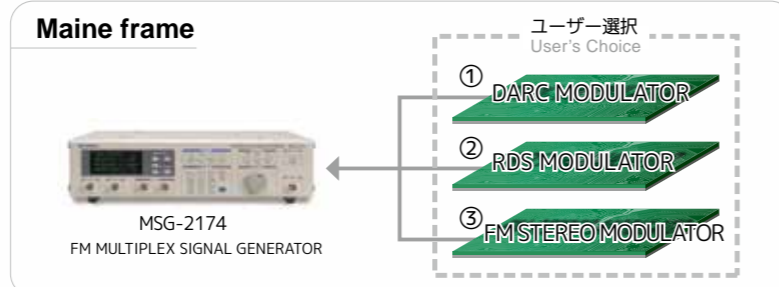 Maine frame
ユーザー選択
User's Choice
① DARC MODULATOR
② RDS MODULATOR
③ FM STEREO MODULATOR
MSG-2174
FM MULTIPLEX SIGNAL GENERATOR